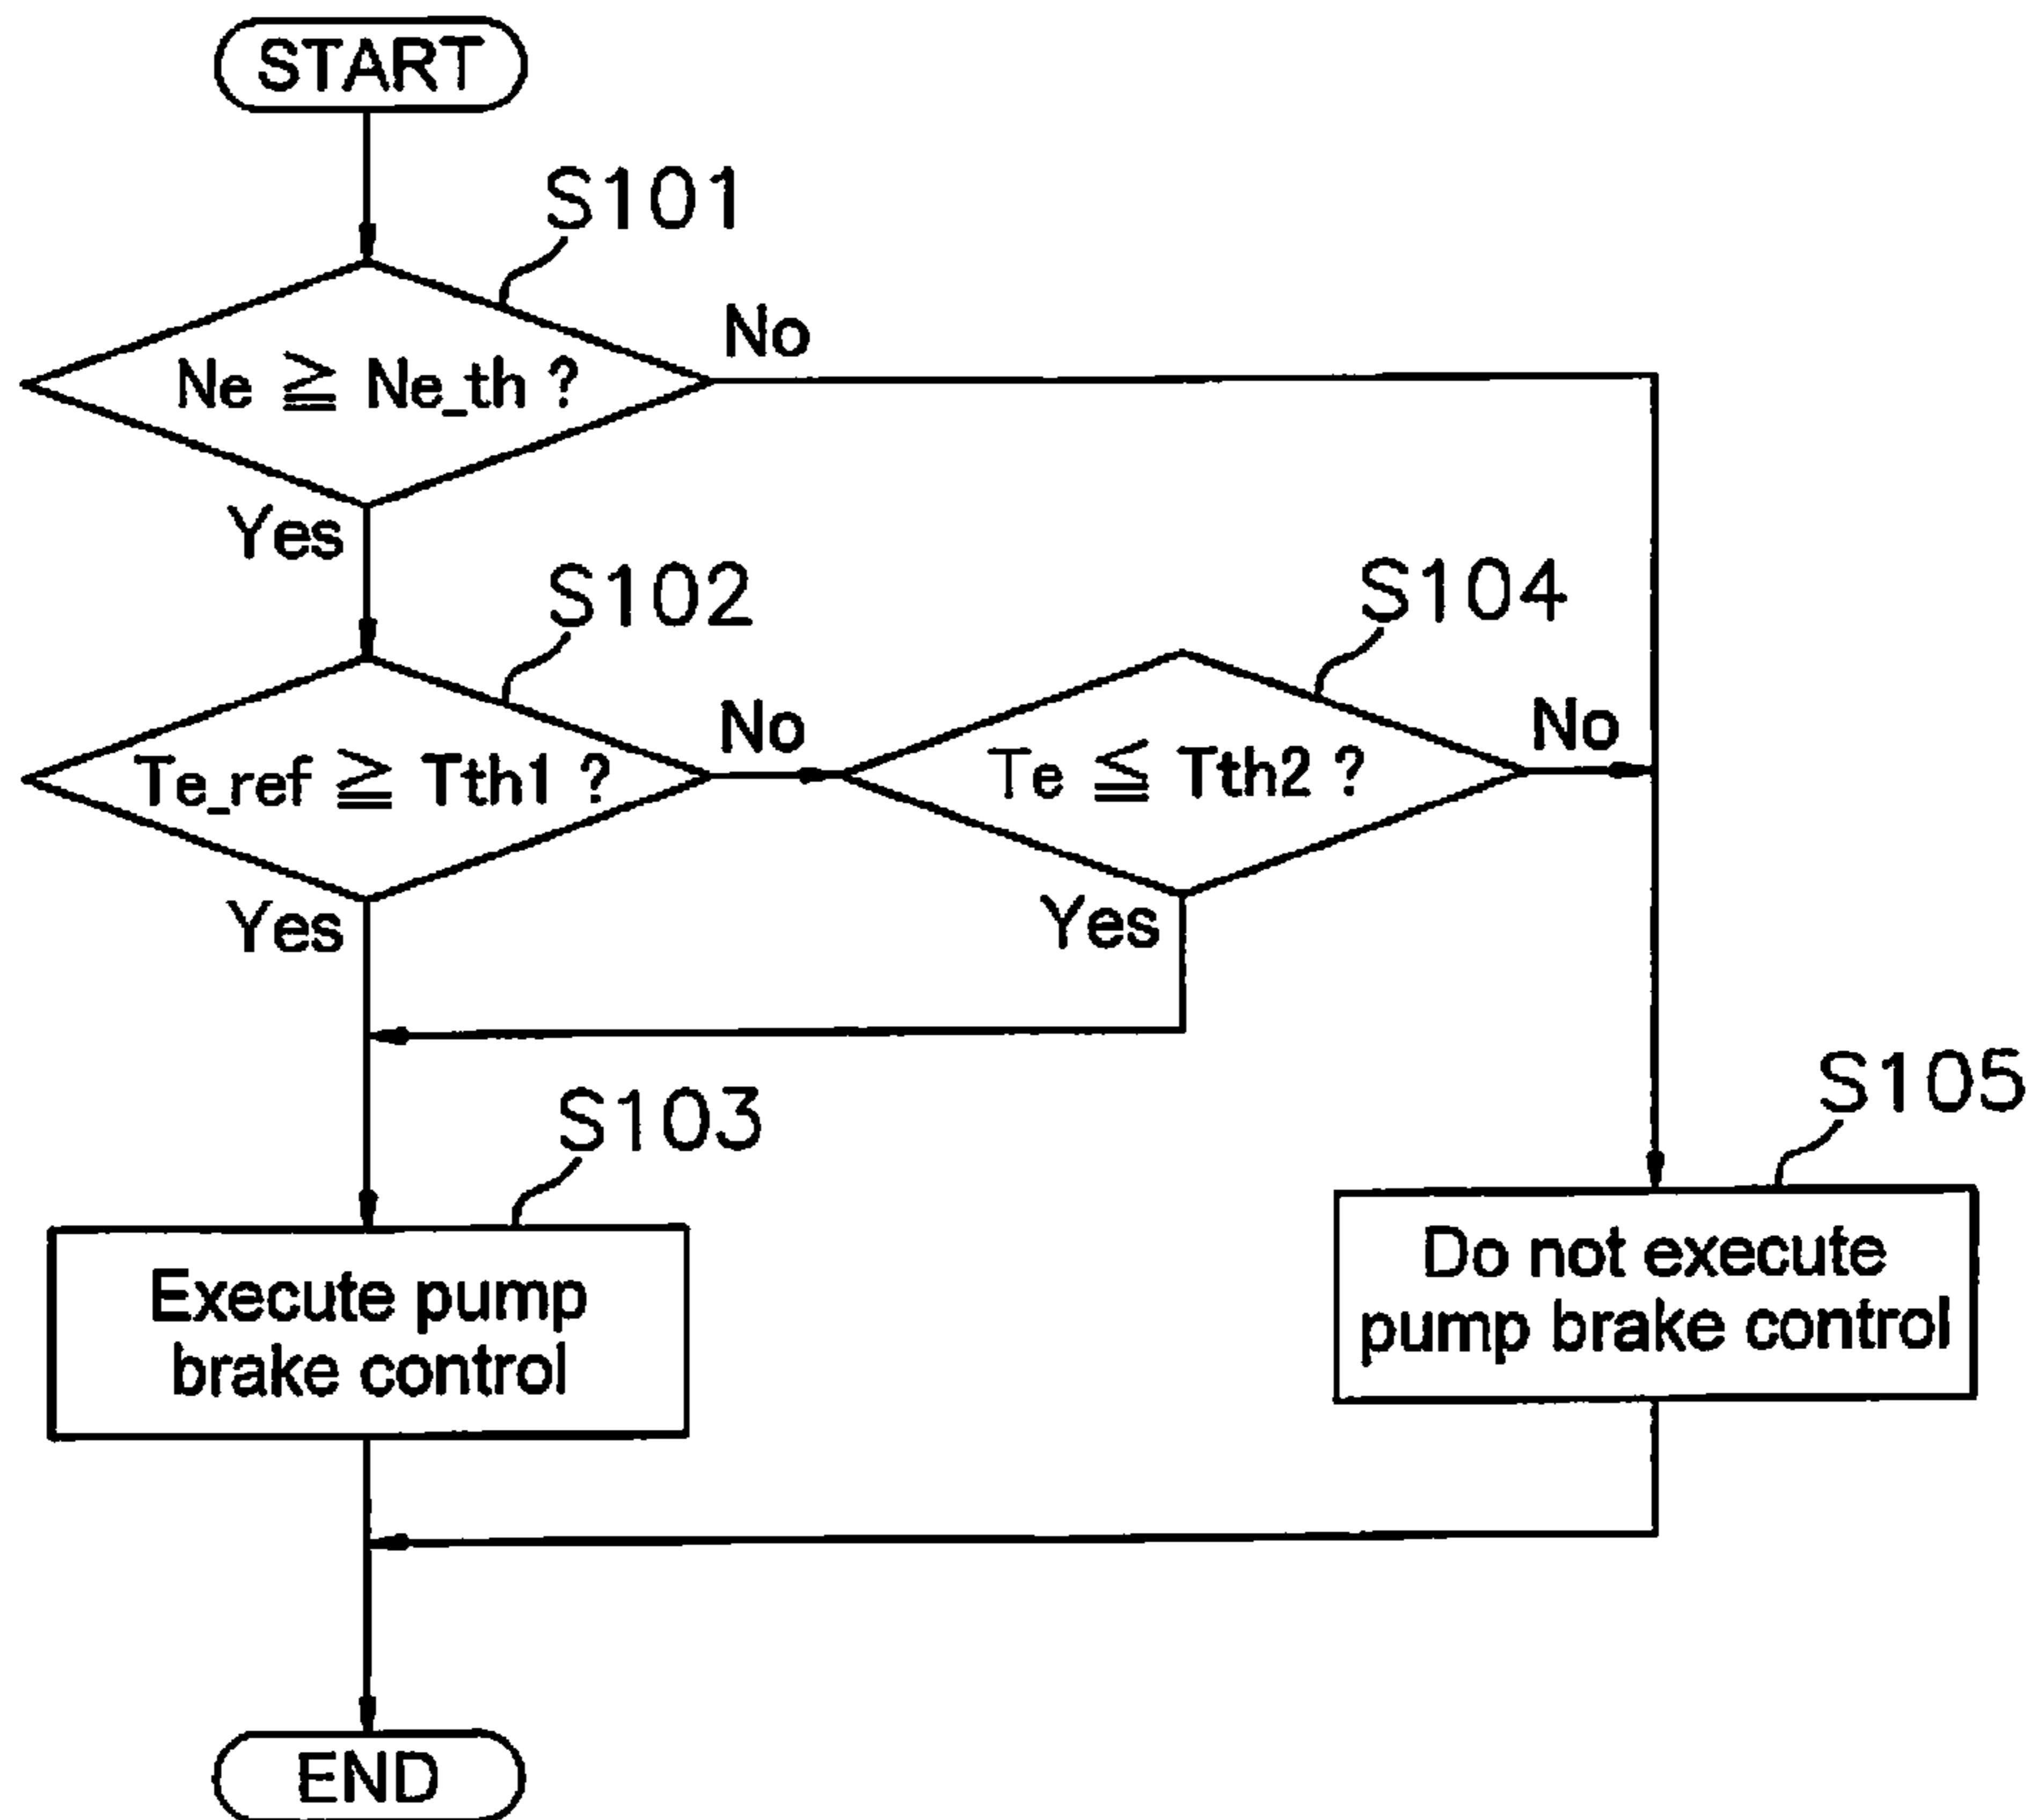 START
S101
Ne ≧ Ne_th ?
No
Yes
S102
S104
Te_ref ≧ Tth1 ?
No
Te ≦ Tth2 ?
No
Yes
Yes
S103
S105
Execute pump
brake control
Do not execute
pump brake control
END